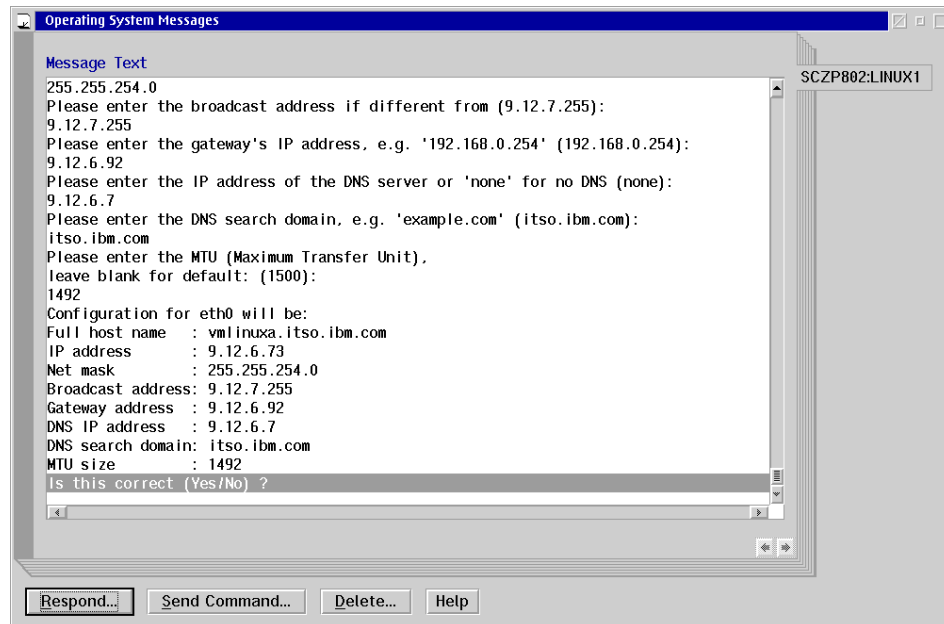 Operating System Messages
Message Text
SCZP802:LINUX1
255.255.254.0
Please enter the broadcast address if different from (9.12.7.255):
9.12.7.255
Please enter the gateway's IP address, e.g. '192.168.0.254' (192.168.0.254):
9.12.6.92
Please enter the IP address of the DNS server or 'none' for no DNS (none):
9.12.6.7
Please enter the DNS search domain, e.g. 'example.com' (itso.ibm.com):
itso.ibm.com
Please enter the MTU (Maximum Transfer Unit),
leave blank for default: (1500):
1492
Configuration for eth0 will be:
Full host name   : vmlinuxa.itso.ibm.com
IP address       : 9.12.6.73
Net mask         : 255.255.254.0
Broadcast address: 9.12.7.255
Gateway address  : 9.12.6.92
DNS IP address   : 9.12.6.7
DNS search domain: itso.ibm.com
MTU size         : 1492
Is this correct (Yes/No) ?
Respond... Send Command... Delete... Help